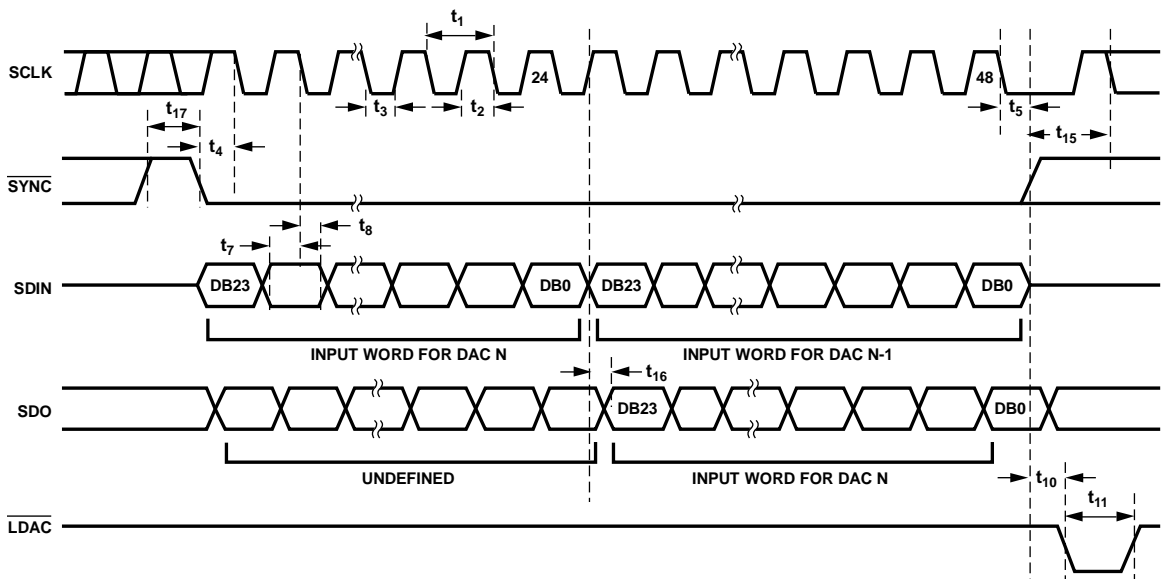 t1
SCLK
24
48
t3
t2
t5
t17
t4
t15
SYNC
t7
t8
SDIN
DB23
DB0
DB23
DB0
INPUT WORD FOR DAC N
INPUT WORD FOR DAC N-1
t16
SDO
DB23
DB0
UNDEFINED
INPUT WORD FOR DAC N
t10
t11
LDAC